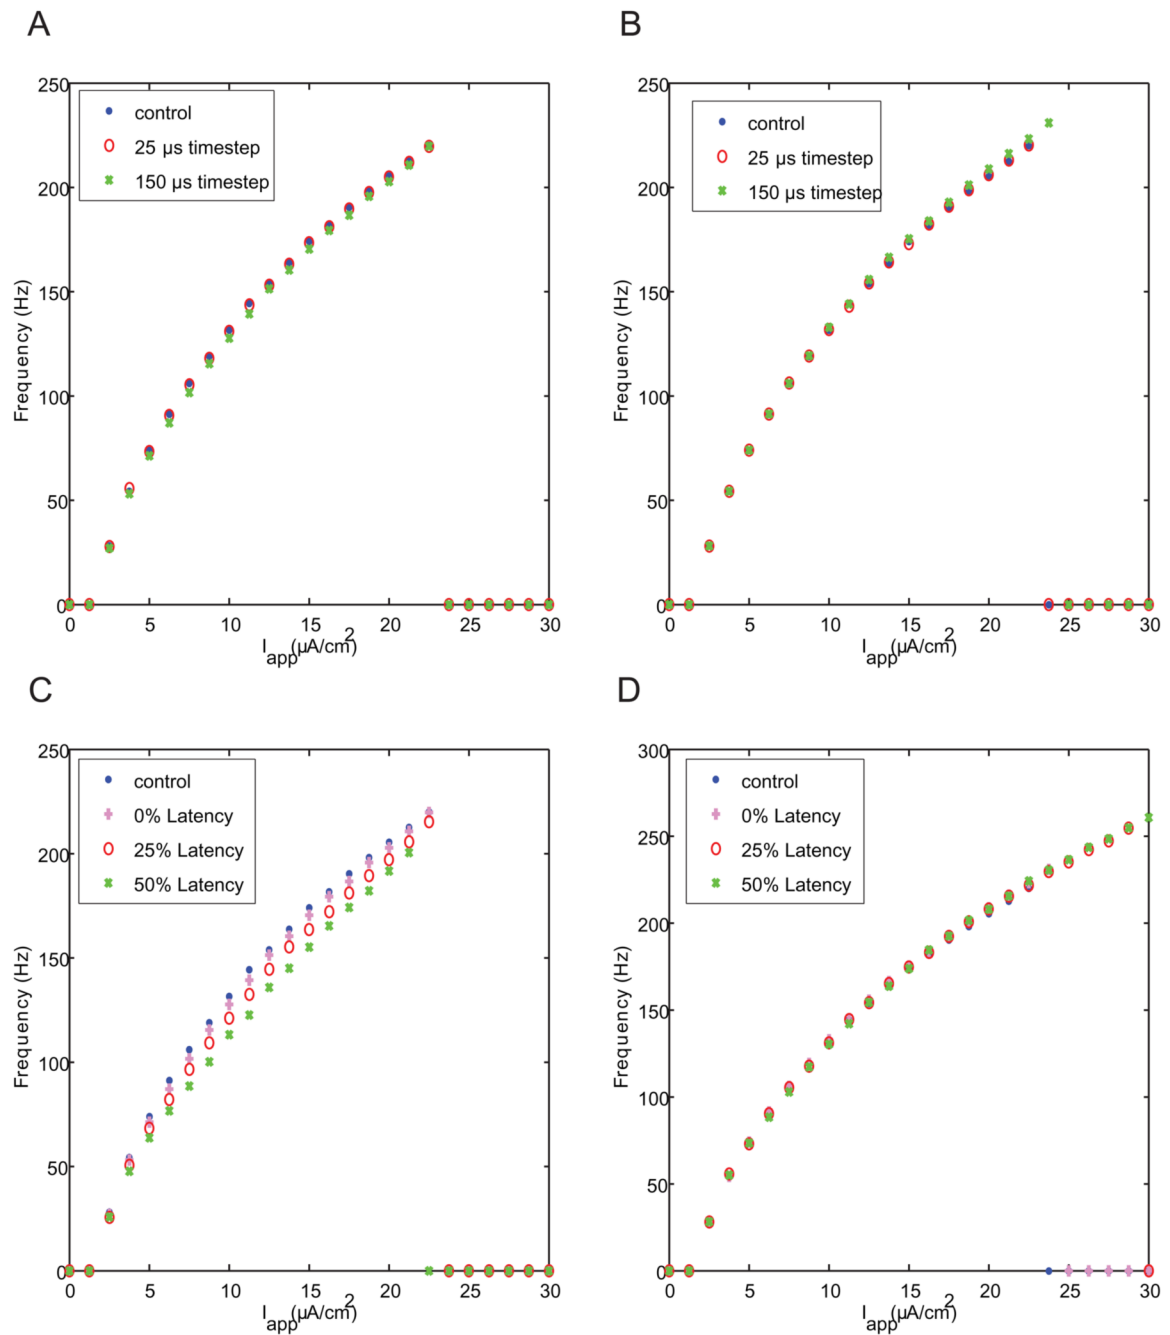 A
B
250
200
150
100
50
0
Frequency (Hz)
control
25 µs timestep
150 µs timestep
0 5 10 15 20 25 30
I_app (µA/cm²)
250
200
150
100
50
0
Frequency (Hz)
control
25 µs timestep
150 µs timestep
0 5 10 15 20 25 30
I_app (µA/cm²)
C
D
250
200
150
100
50
0
Frequency (Hz)
control
0% Latency
25% Latency
50% Latency
0 5 10 15 20 25 30
I_app (µA/cm²)
300
250
200
150
100
50
0
Frequency (Hz)
control
0% Latency
25% Latency
50% Latency
0 5 10 15 20 25 30
I_app (µA/cm²)